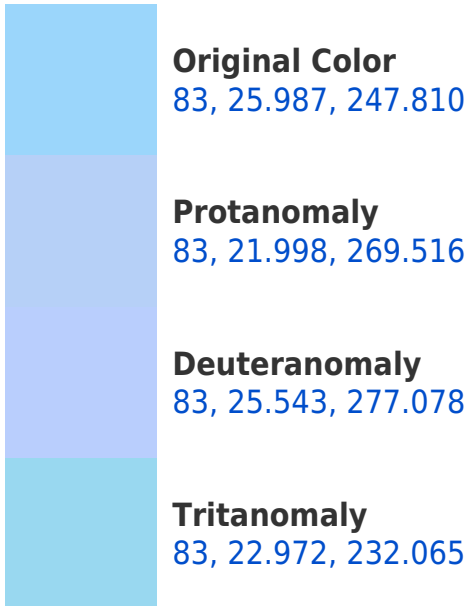 Original Color
83, 25.987, 247.810
Protanomaly
83, 21.998, 269.516
Deuteranomaly
83, 25.543, 277.078
Tritanomaly
83, 22.972, 232.065